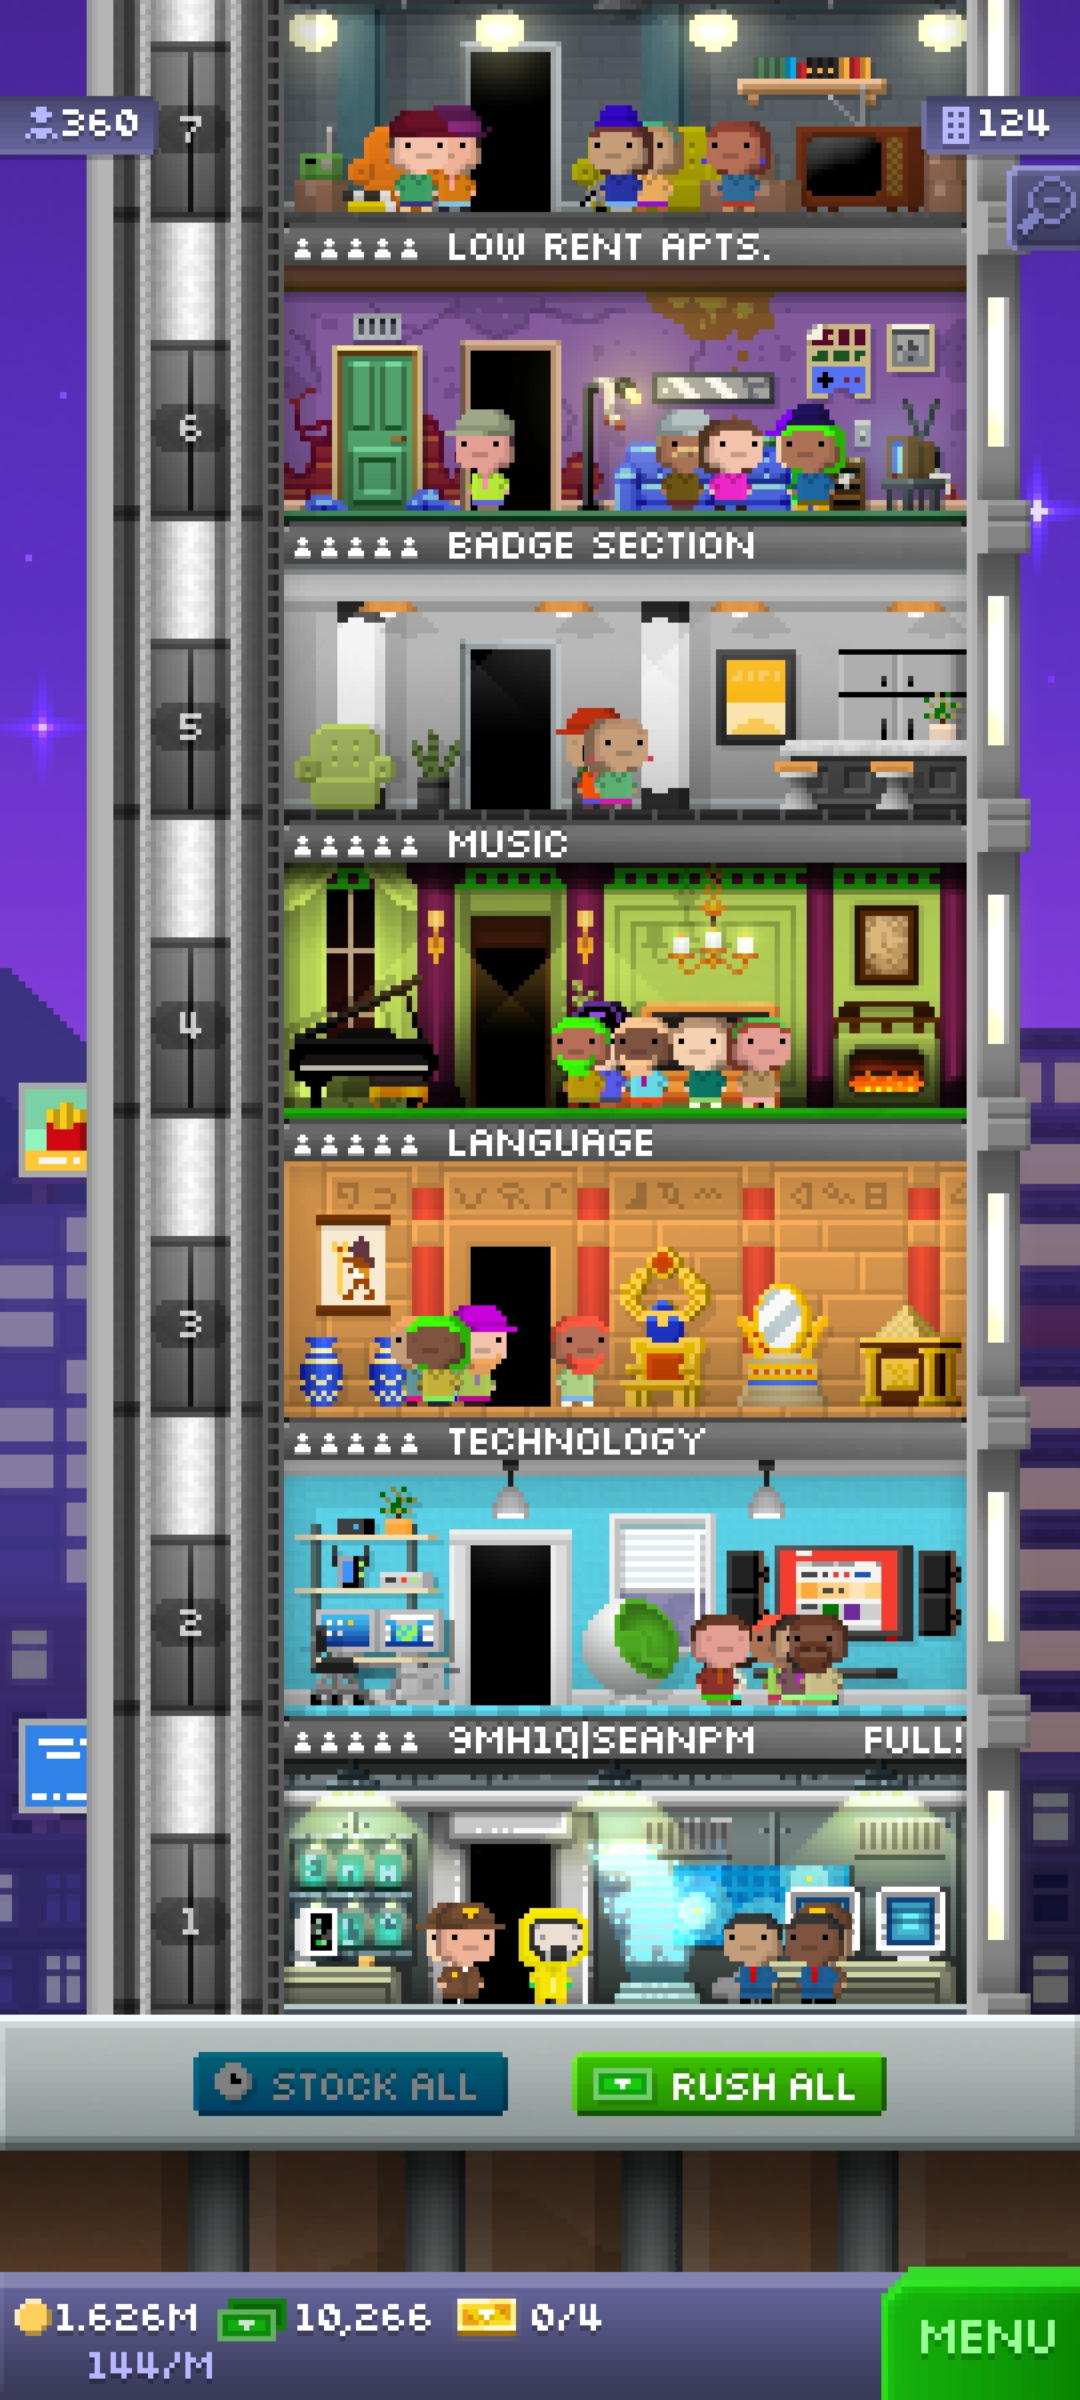 360
7
124
LOW RENT APTS.
6
BADGE SECTION
5
MUSIC
4
LANGUAGE
3
TECHNOLOGY
2
9MH1Q|SEANPM FULL!
1
STOCK ALL
RUSH ALL
1.626M 10,266 0/4
144/M
MENU